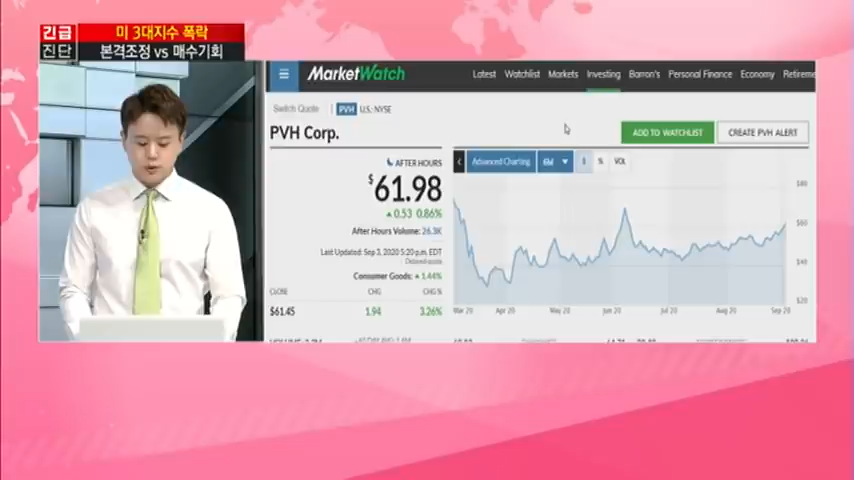 긴급
진단
미 3대지수 폭락
본격조정 vs 매수기회
MarketWatch
Latest Watchlist Markets Investing Barron's Personal Finance Economy Retireme
Switch Quote | PVH U.S.: NYSE
PVH Corp.
ADD TO WATCHLIST CREATE PVH ALERT
AFTER HOURS
$61.98
0.53 0.86%
After Hours Volume: 26.3K
Last Updated: Sep 3, 2020 5:20 p.m. EDT
Delayed quote
Consumer Goods: 1.44%
CLOSE CHG CHG %
$61.45 1.94 3.26%
Advanced Charting 6M $ % VOL
$80
$60
$40
$20
Mar 20 Apr 20 May 20 Jun 20 Jul 20 Aug 20 Sep 20